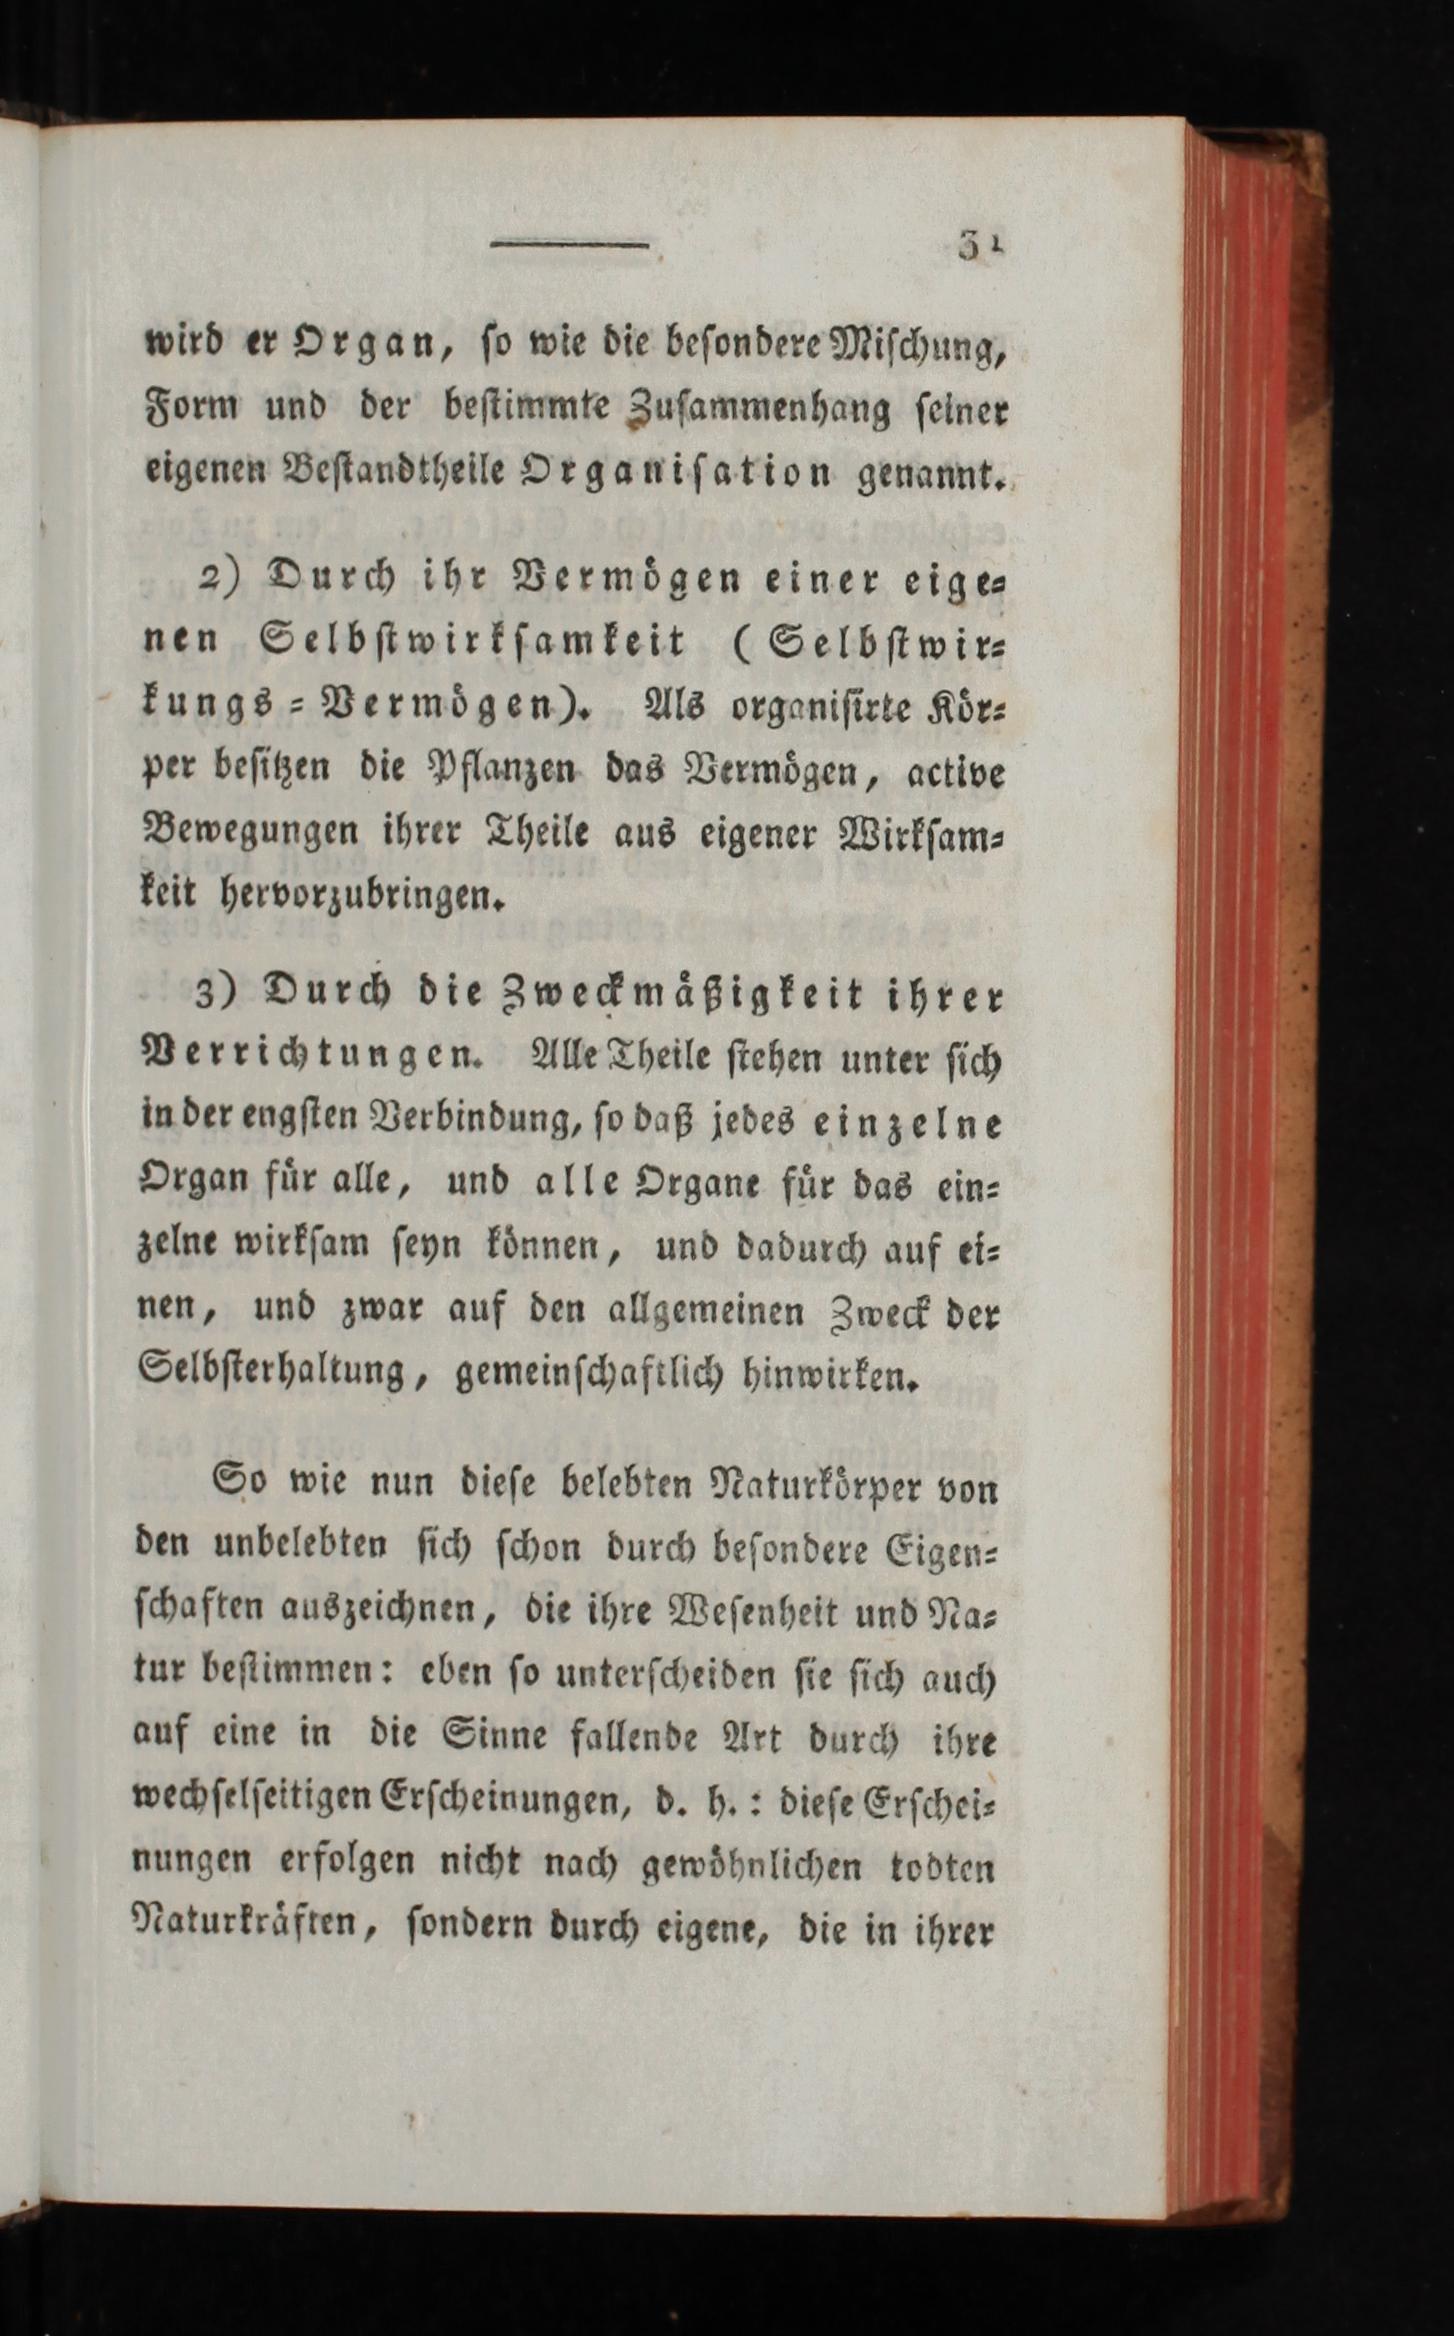 31
wird er Organ, ſo wie die beſondere Miſchung,
Form und der beſtimmte Zuſammenhang ſeiner
eigenen Beſtandtheile Organiſation genannt.
2) Durch ihr Vermögen einer eige⸗
nen Selbſtwirkſamkeit (Selbſtwir⸗
kungs⸗Vermögen). Als organiſirte Kör⸗
per beſitzen die Pflanzen das Vermögen, active
Bewegungen ihrer Theile aus eigener Wirkſam⸗
keit hervorzubringen.
3) Durch die Zweckmäßigkeit ihrer
Verrichtungen. Alle Theile ſtehen unter ſich
in der engſten Verbindung, ſo daß jedes einzelne
Organ für alle, und alle Organe für das ein⸗
zelne wirkſam ſeyn können, und dadurch auf ei⸗
nen, und zwar auf den allgemeinen Zweck der
Selbſterhaltung, gemeinſchaftlich hinwirken.
So wie nun dieſe belebten Naturkörper von
den unbelebten ſich ſchon durch beſondere Eigen⸗
ſchaften auszeichnen, die ihre Weſenheit und Na⸗
tur beſtimmen: eben ſo unterſcheiden ſie ſich auch
auf eine in die Sinne fallende Art durch ihre
wechſelſeitigen Erſcheinungen, d. h.: dieſe Erſchei⸗
nungen erfolgen nicht nach gewöhnlichen todten
Naturkräften, ſondern durch eigene, die in ihrer